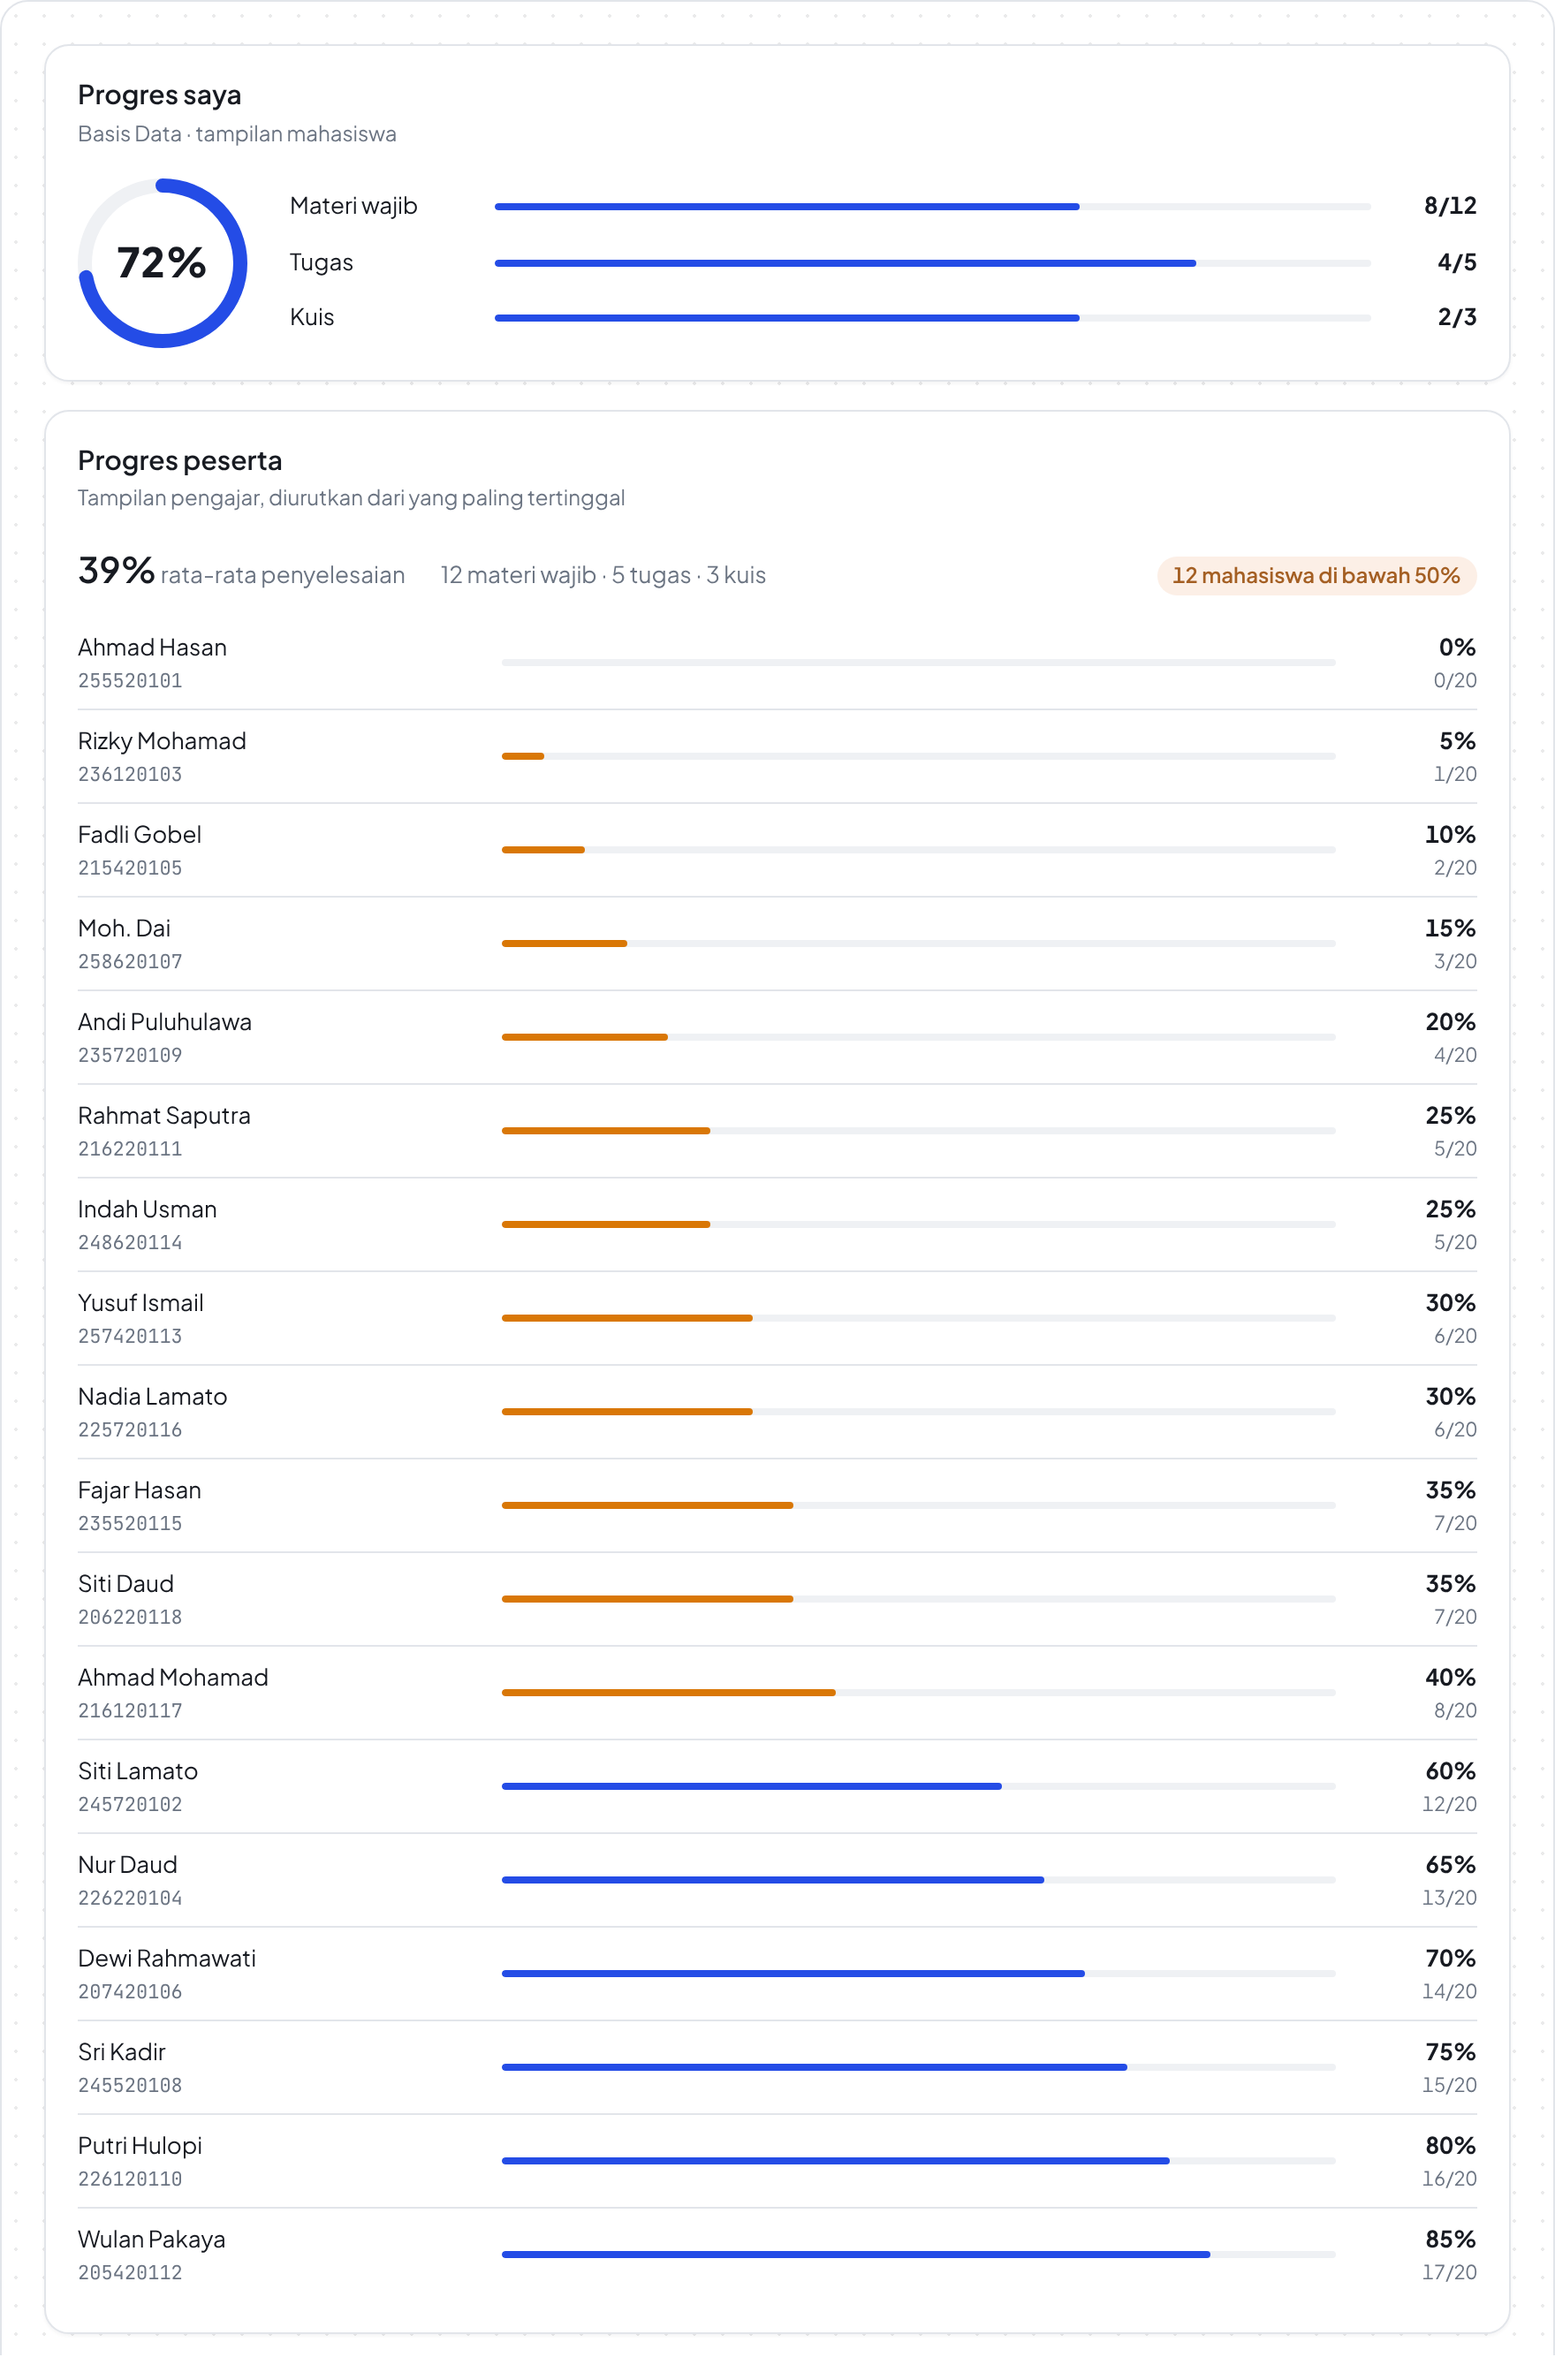 Progres saya
Basis Data · tampilan mahasiswa
72%
Materi wajib 8/12
Tugas 4/5
Kuis 2/3
Progres peserta
Tampilan pengajar, diurutkan dari yang paling tertinggal
39% rata-rata penyelesaian 12 materi wajib · 5 tugas · 3 kuis 12 mahasiswa di bawah 50%
Ahmad Hasan 0%
255520101 0/20
Rizky Mohamad 5%
236120103 1/20
Fadli Gobel 10%
215420105 2/20
Moh. Dai 15%
258620107 3/20
Andi Puluhulawa 20%
235720109 4/20
Rahmat Saputra 25%
216220111 5/20
Indah Usman 25%
248620114 5/20
Yusuf Ismail 30%
257420113 6/20
Nadia Lamato 30%
225720116 6/20
Fajar Hasan 35%
235520115 7/20
Siti Daud 35%
206220118 7/20
Ahmad Mohamad 40%
216120117 8/20
Siti Lamato 60%
245720102 12/20
Nur Daud 65%
226220104 13/20
Dewi Rahmawati 70%
207420106 14/20
Sri Kadir 75%
245520108 15/20
Putri Hulopi 80%
226120110 16/20
Wulan Pakaya 85%
205420112 17/20